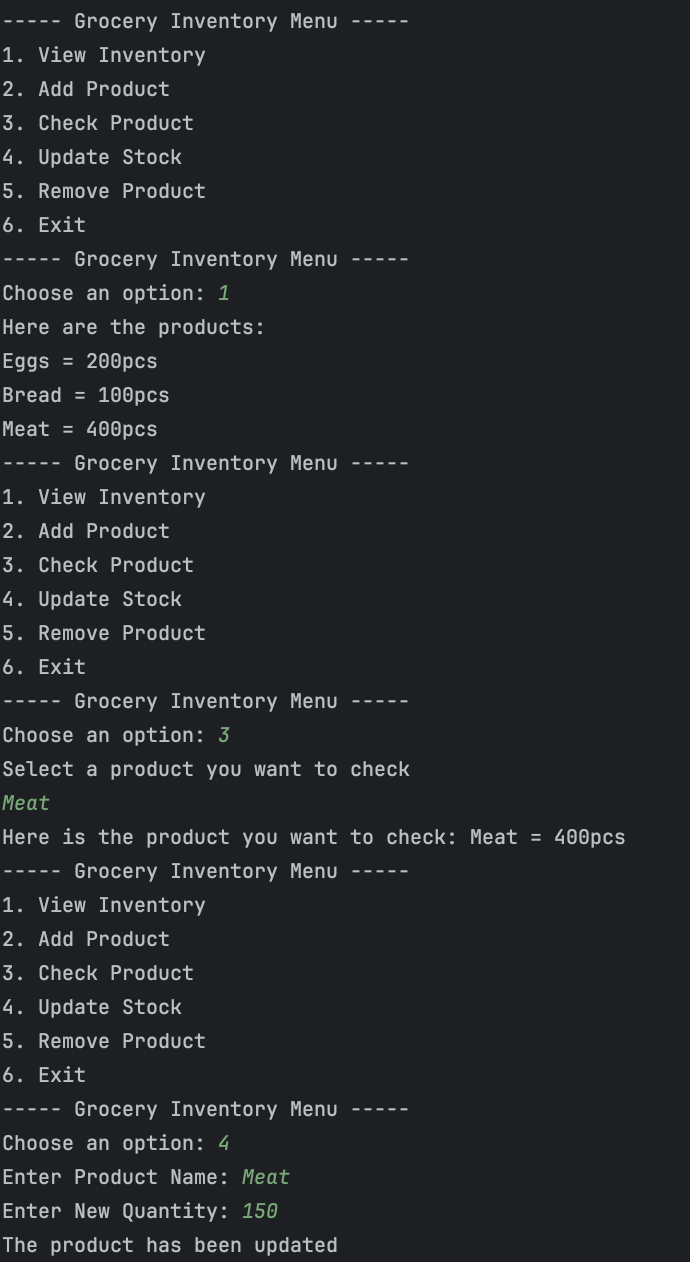 ----- Grocery Inventory Menu -----
1. View Inventory
2. Add Product
3. Check Product
4. Update Stock
5. Remove Product
6. Exit
----- Grocery Inventory Menu -----
Choose an option: 1
Here are the products:
Eggs = 200pcs
Bread = 100pcs
Meat = 400pcs
----- Grocery Inventory Menu -----
1. View Inventory
2. Add Product
3. Check Product
4. Update Stock
5. Remove Product
6. Exit
----- Grocery Inventory Menu -----
Choose an option: 3
Select a product you want to check
Meat
Here is the product you want to check: Meat = 400pcs
----- Grocery Inventory Menu -----
1. View Inventory
2. Add Product
3. Check Product
4. Update Stock
5. Remove Product
6. Exit
----- Grocery Inventory Menu -----
Choose an option: 4
Enter Product Name: Meat
Enter New Quantity: 150
The product has been updated